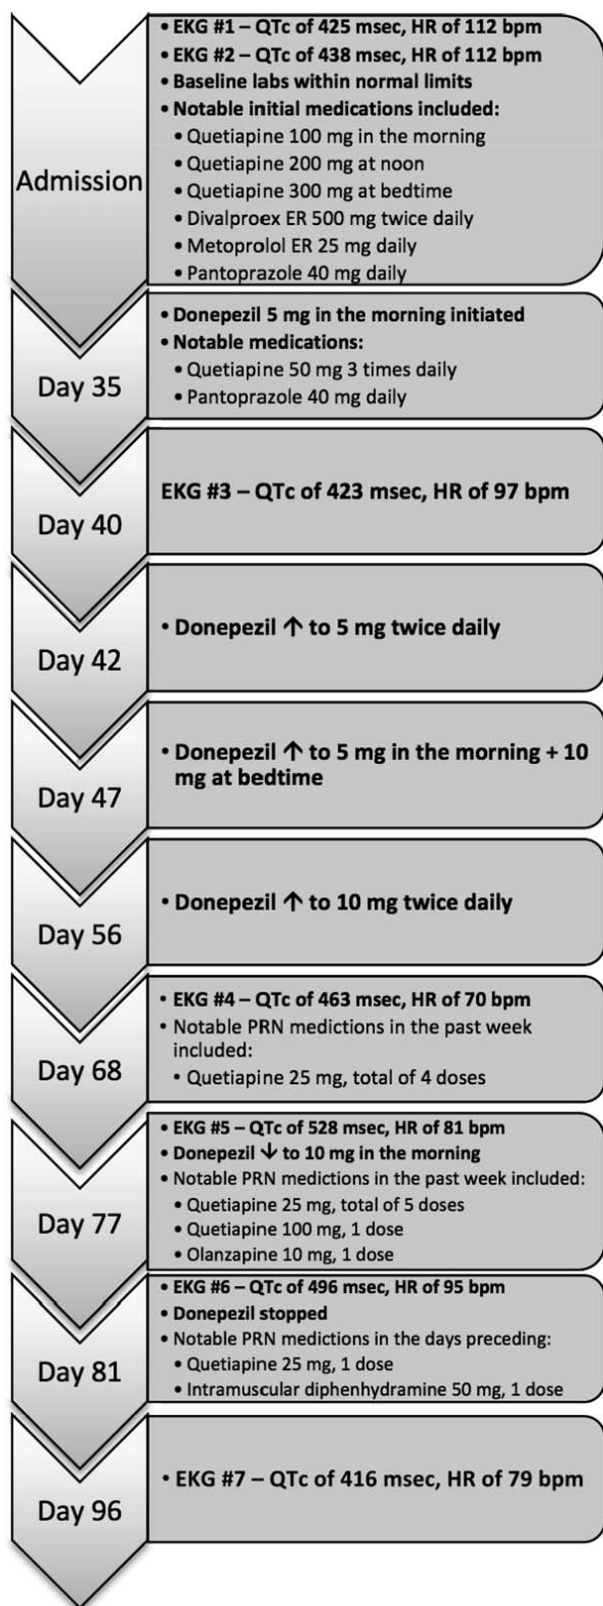 Admission
• EKG #1 – QTc of 425 msec, HR of 112 bpm
• EKG #2 – QTc of 438 msec, HR of 112 bpm
• Baseline labs within normal limits
• Notable initial medications included:
• Quetiapine 100 mg in the morning
• Quetiapine 200 mg at noon
• Quetiapine 300 mg at bedtime
• Divalproex ER 500 mg twice daily
• Metoprolol ER 25 mg daily
• Pantoprazole 40 mg daily
Day 35
• Donepezil 5 mg in the morning initiated
• Notable medications:
• Quetiapine 50 mg 3 times daily
• Pantoprazole 40 mg daily
Day 40
EKG #3 – QTc of 423 msec, HR of 97 bpm
Day 42
• Donepezil ↑ to 5 mg twice daily
Day 47
• Donepezil ↑ to 5 mg in the morning + 10
mg at bedtime
Day 56
• Donepezil ↑ to 10 mg twice daily
Day 68
• EKG #4 – QTc of 463 msec, HR of 70 bpm
• Notable PRN medictions in the past week
included:
• Quetiapine 25 mg, total of 4 doses
Day 77
• EKG #5 – QTc of 528 msec, HR of 81 bpm
• Donepezil ↓ to 10 mg in the morning
• Notable PRN medictions in the past week included:
• Quetiapine 25 mg, total of 5 doses
• Quetiapine 100 mg, 1 dose
• Olanzapine 10 mg, 1 dose
Day 81
• EKG #6 – QTc of 496 msec, HR of 95 bpm
• Donepezil stopped
• Notable PRN medictions in the days preceding:
• Quetiapine 25 mg, 1 dose
• Intramuscular diphenhydramine 50 mg, 1 dose
Day 96
• EKG #7 – QTc of 416 msec, HR of 79 bpm